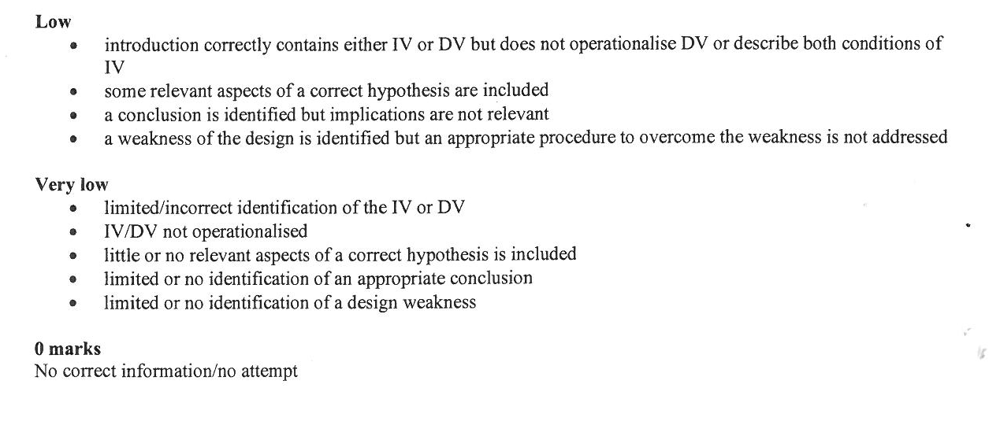 Low
• introduction correctly contains either IV or DV but does not operationalise DV or describe both conditions of
IV
• some relevant aspects of a correct hypothesis are included
• a conclusion is identified but implications are not relevant
• a weakness of the design is identified but an appropriate procedure to overcome the weakness is not addressed
Very low
• limited/incorrect identification of the IV or DV
• IV/DV not operationalised
• little or no relevant aspects of a correct hypothesis is included
• limited or no identification of an appropriate conclusion
• limited or no identification of a design weakness
0 marks
No correct information/no attempt